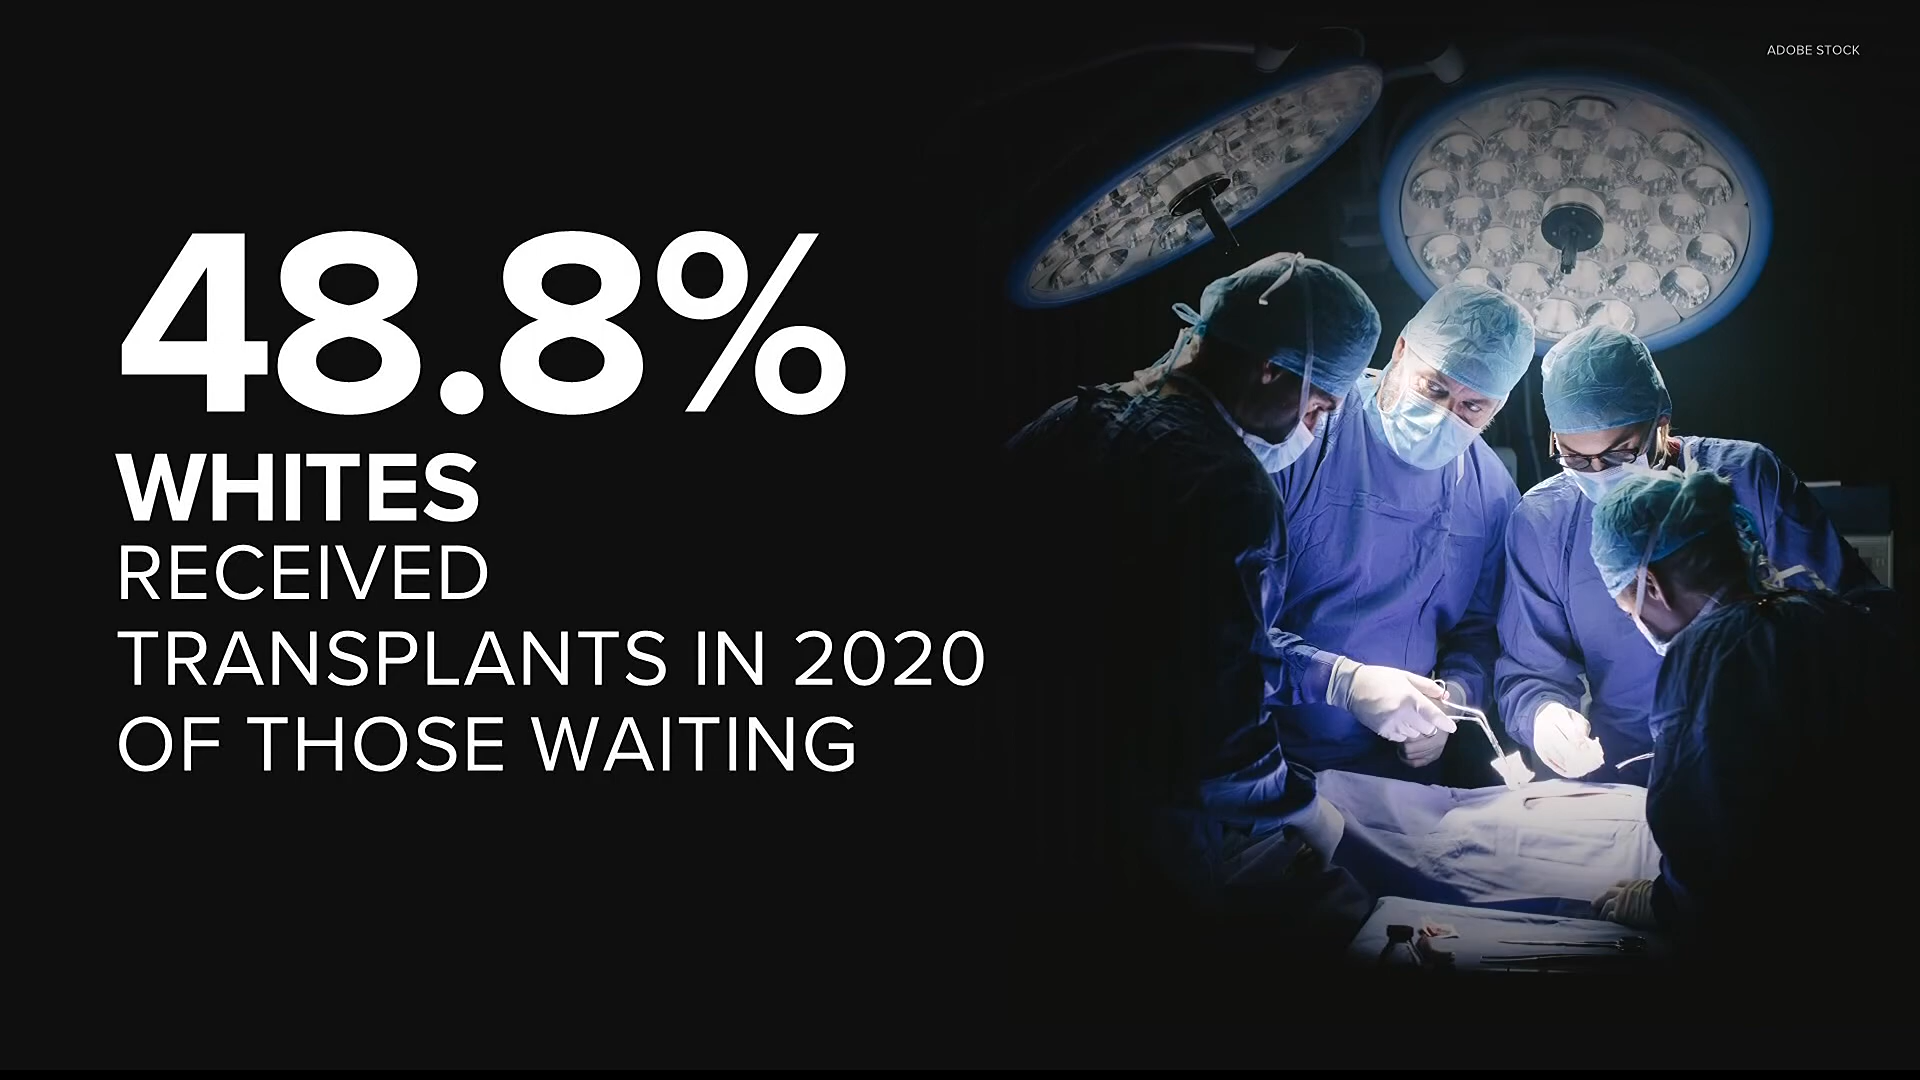 ADOBE STOCK
48.8%
WHITES
RECEIVED
TRANSPLANTS IN 2020
OF THOSE WAITING